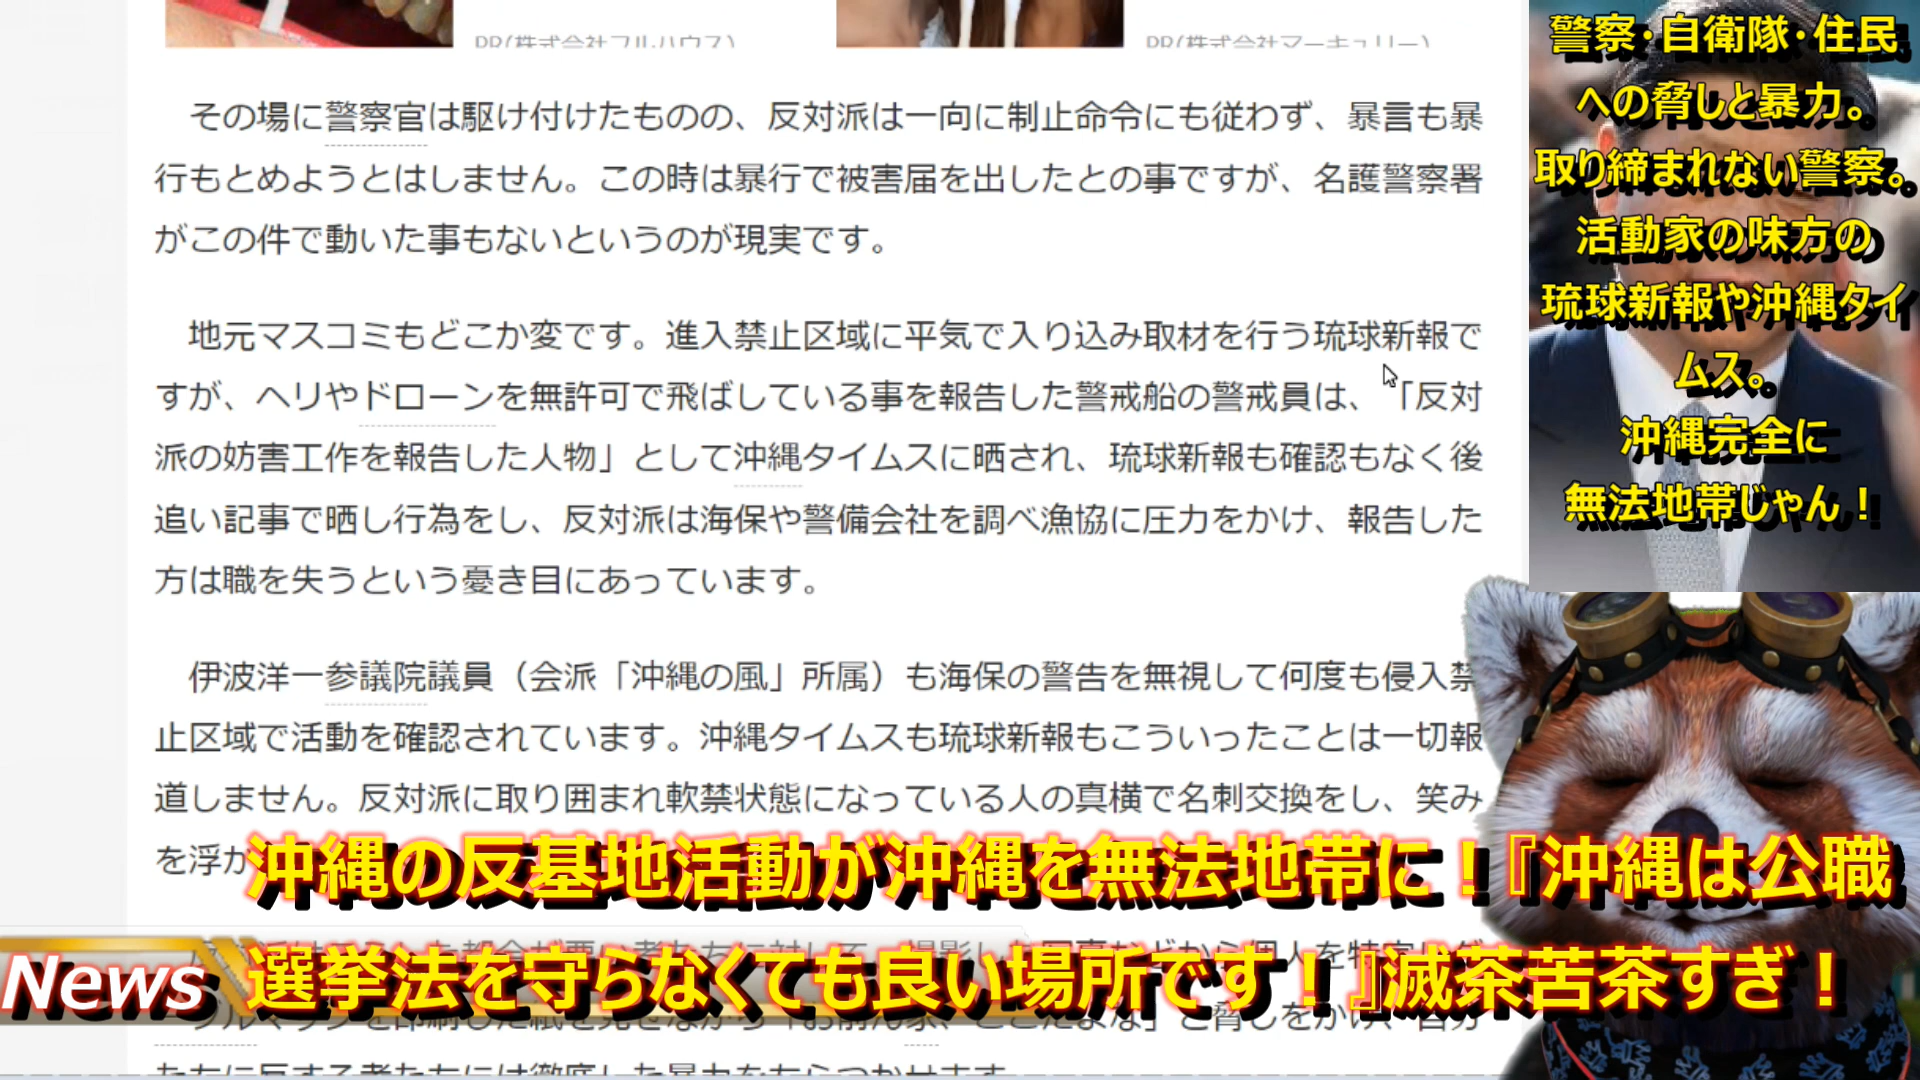 PR(株式会社フルハウス)
PR(株式会社マーキュリー)
その場に警察官は駆け付けたものの、反対派は一向に制止命令にも従わず、暴言も暴
行もとめようとはしません。この時は暴行で被害届を出したとの事ですが、名護警察署
がこの件で動いた事もないというのが現実です。
地元マスコミもどこか変です。進入禁止区域に平気で入り込み取材を行う琉球新報で
すが、ヘリやドローンを無許可で飛ばしている事を報告した警戒船の警戒員は、「反対
派の妨害工作を報告した人物」として沖縄タイムスに晒され、琉球新報も確認もなく後
追い記事で晒し行為をし、反対派は海保や警備会社を調べ漁協に圧力をかけ、報告した
方は職を失うという憂き目にあっています。
伊波洋一参議院議員（会派「沖縄の風」所属）も海保の警告を無視して何度も侵入禁
止区域で活動を確認されています。沖縄タイムスも琉球新報もこういったことは一切報
道しません。反対派に取り囲まれ軟禁状態になっている人の真横で名刺交換をし、笑み
を浮か
警察・自衛隊・住民
への脅しと暴力。
取り締まれない警察。
活動家の味方の
琉球新報や沖縄タイ
ムス。
沖縄完全に
無法地帯じゃん！
沖縄の反基地活動が沖縄を無法地帯に！『沖縄は公職
選挙法を守らなくても良い場所です！』滅茶苦茶すぎ！
News